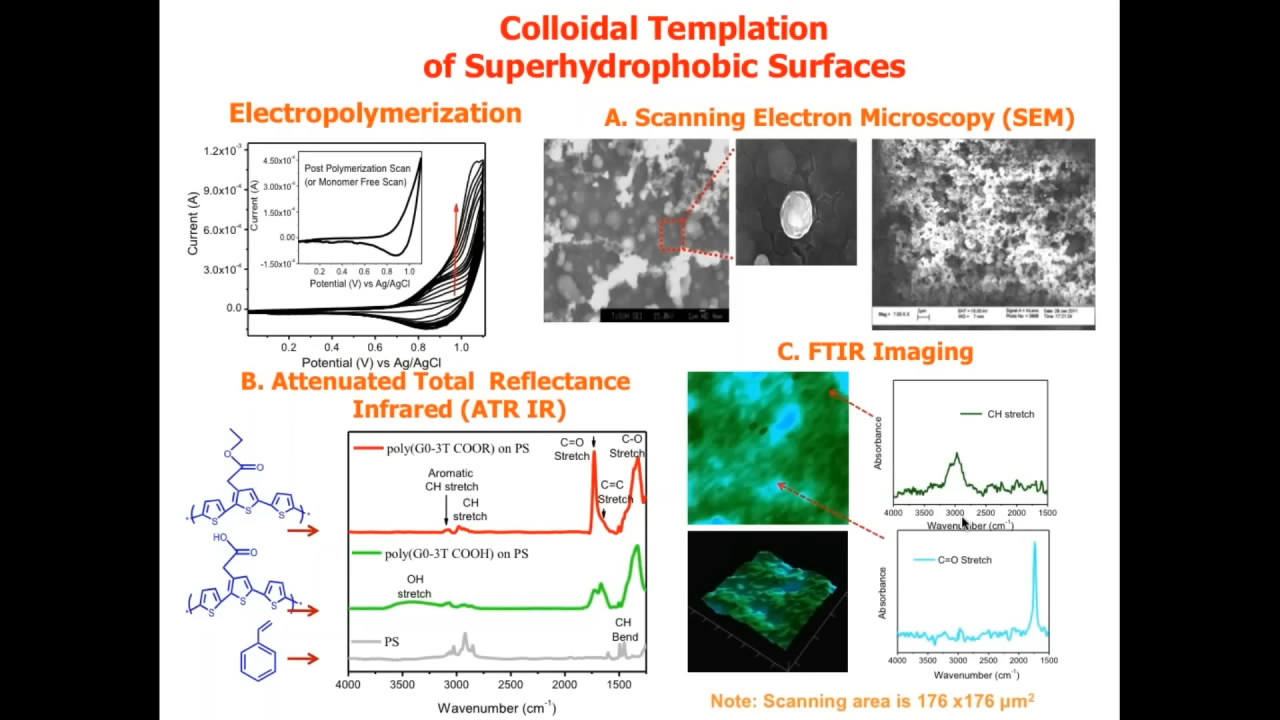 Colloidal Templation
of Superhydrophobic Surfaces
Electropolymerization
A. Scanning Electron Microscopy (SEM)
1.2x10⁻³
9.0x10⁻⁴
6.0x10⁻⁴
3.0x10⁻⁴
0.0
Current (A)
4.50x10⁻⁴
3.00x10⁻⁴
1.50x10⁻⁴
0.00
-1.50x10⁻⁴
Current (A)
Post Polymerization Scan
(or Monomer Free Scan)
0.2 0.4 0.6 0.8 1.0
Potential (V) vs Ag/AgCl
0.2 0.4 0.6 0.8 1.0
Potential (V) vs Ag/AgCl
B. Attenuated Total Reflectance
Infrared (ATR IR)
O
O
S
S
S
HO
O
S
S
S
poly(G0-3T COOR) on PS
Aromatic
CH stretch
CH
stretch
C=O
Stretch
C-O
Stretch
C=C
Stretch
poly(G0-3T COOH) on PS
OH
stretch
PS
CH
Bend
4000 3500 3000 2500 2000 1500
Wavenumber (cm⁻¹)
C. FTIR Imaging
CH stretch
Absorbance
4000 3500 3000 2500 2000 1500
Wavenumber (cm⁻¹)
C=O Stretch
Absorbance
4000 3500 3000 2500 2000 1500
Wavenumber (cm⁻¹)
Note: Scanning area is 176 x176 µm²